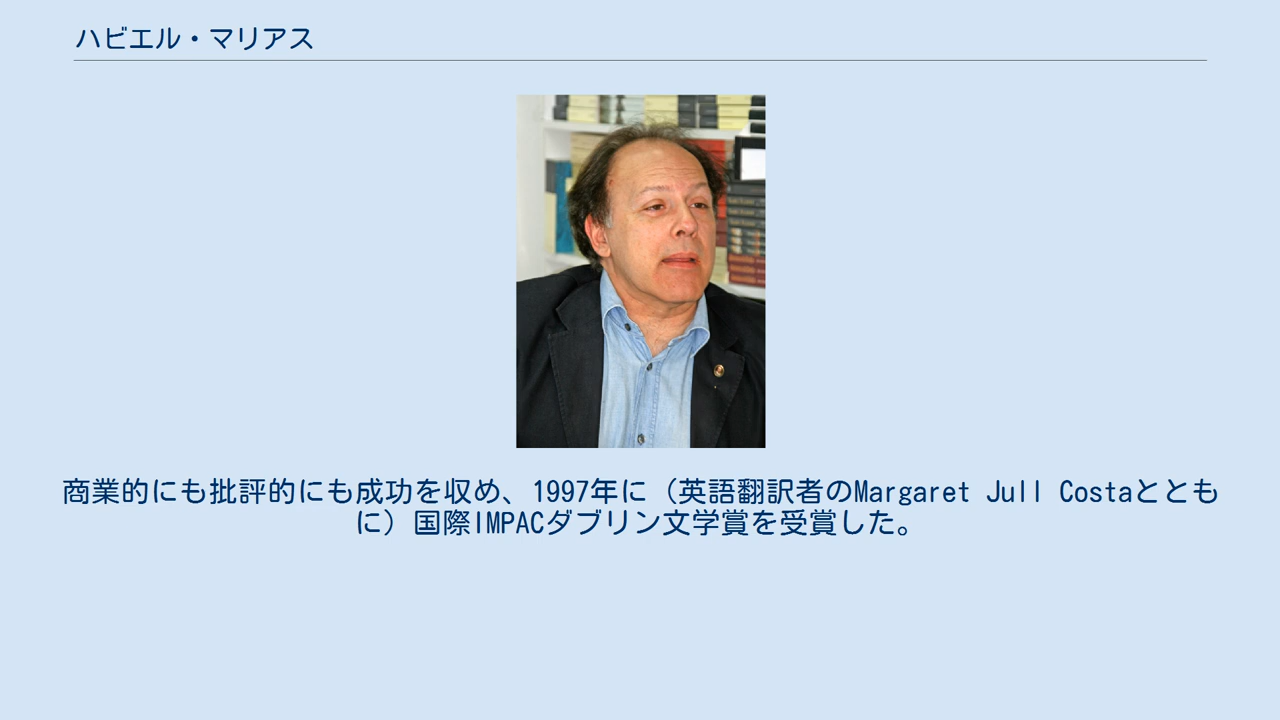 ハビエル・マリアス
商業的にも批評的にも成功を収め、1997年に（英語翻訳者のMargaret Jull Costaととも
に）国際IMPACダブリン文学賞を受賞した。